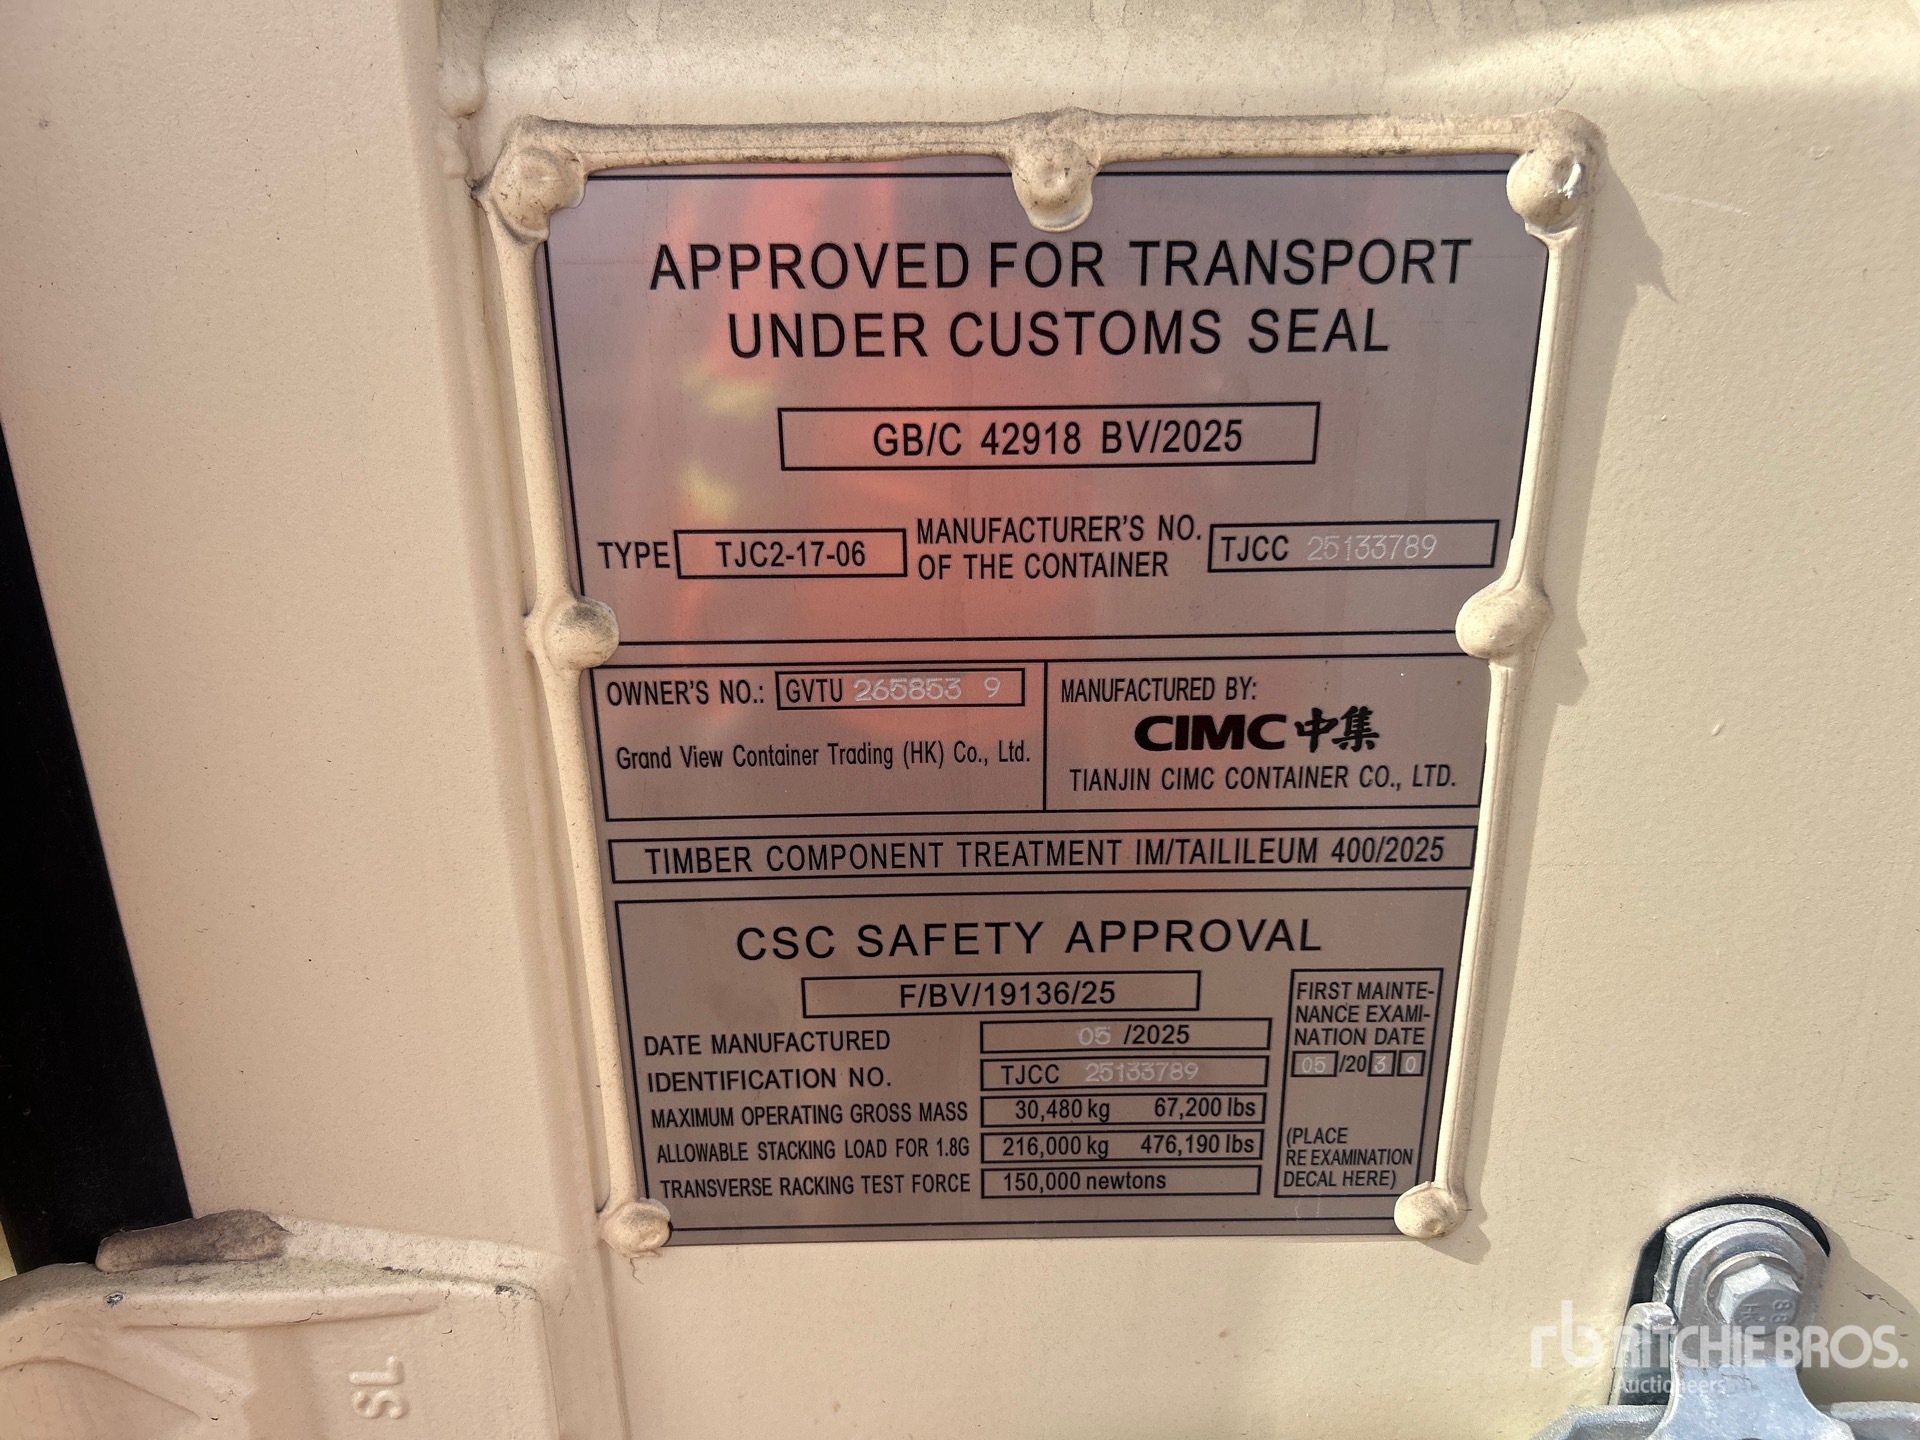 APPROVED FOR TRANSPORT
UNDER CUSTOMS SEAL
GB/C 42918 BV/2025
TYPE TJC2-17-06 MANUFACTURER'S NO. OF THE CONTAINER TJCC 25133789
OWNER'S NO.: GVTU 265853 9
Grand View Container Trading (HK) Co., Ltd.
MANUFACTURED BY:
CIMC 中集
TIANJIN CIMC CONTAINER CO., LTD.
TIMBER COMPONENT TREATMENT IM/TAILILEUM 400/2025
CSC SAFETY APPROVAL
F/BV/19136/25
DATE MANUFACTURED 05 /2025
IDENTIFICATION NO. TJCC 25133789
MAXIMUM OPERATING GROSS MASS 30,480 kg 67,200 lbs
ALLOWABLE STACKING LOAD FOR 1.8G 216,000 kg 476,190 lbs
TRANSVERSE RACKING TEST FORCE 150,000 newtons
FIRST MAINTE-
NANCE EXAMI-
NATION DATE
05 /20 3 0
(PLACE
RE EXAMINATION
DECAL HERE)
SL
rb RITCHIE BROS.
Auctioneers